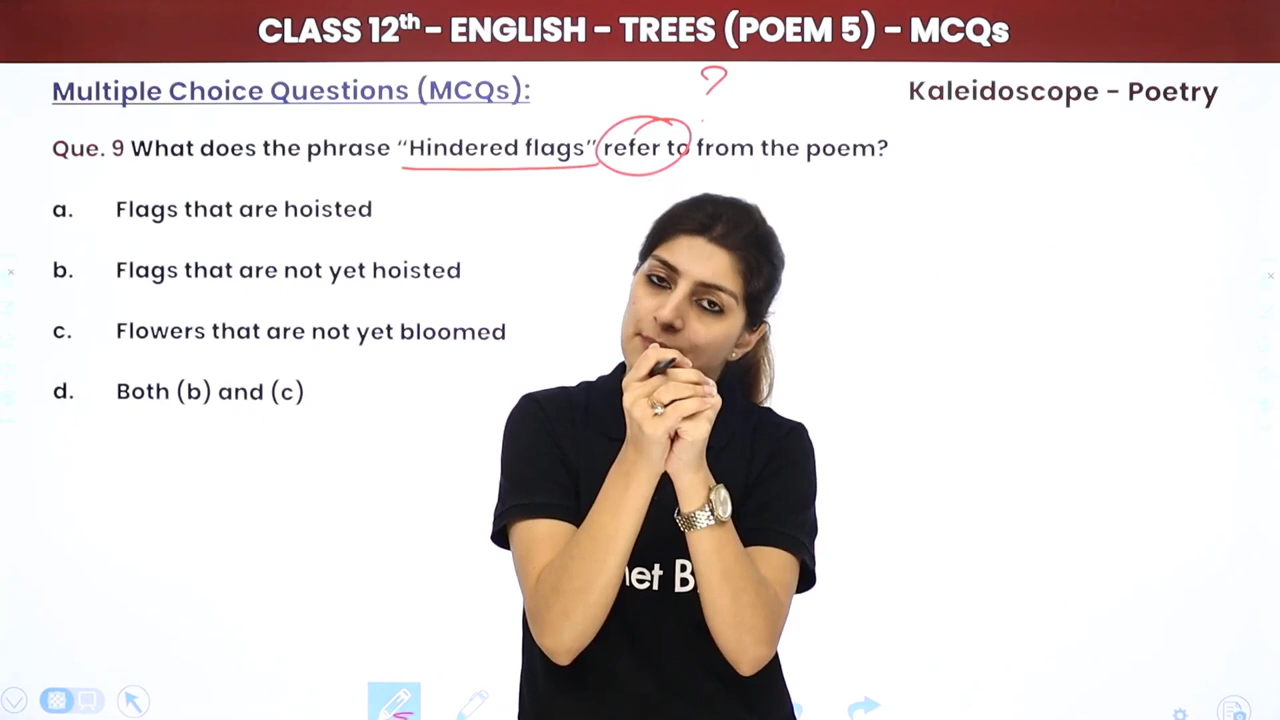 CLASS 12th - ENGLISH - TREES (POEM 5) - MCQs
Multiple Choice Questions (MCQs):
Kaleidoscope - Poetry
?
Que. 9 What does the phrase "Hindered flags" refer to from the poem?
a. Flags that are hoisted
b. Flags that are not yet hoisted
c. Flowers that are not yet bloomed
d. Both (b) and (c)
net B